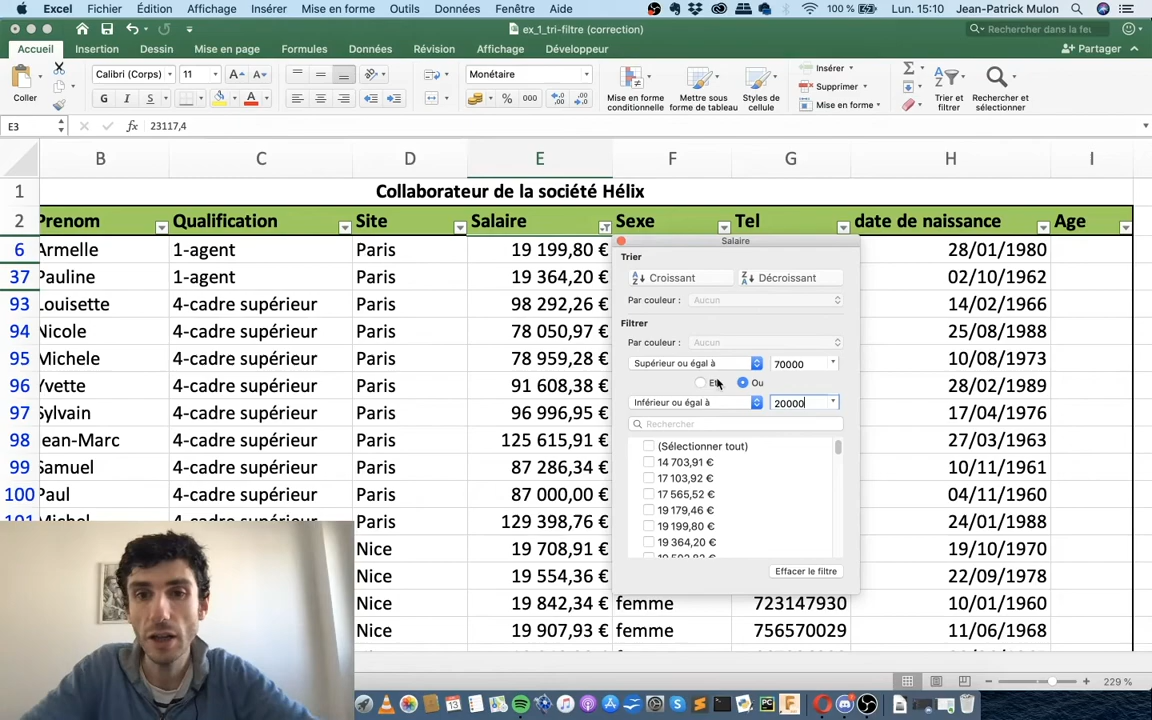 Excel Fichier Édition Affichage Insérer Mise en forme Outils Données Fenêtre Aide 100 % Lun. 15:10 Jean-Patrick Mulon
ex_1_tri-filtre (correction) Rechercher dans la feu
Accueil Insertion Dessin Mise en page Formules Données Révision Affichage Développeur Partager
Coller Calibri (Corps) 11 Monétaire Mise en forme conditionnelle Mettre sous forme de tableau Styles de cellule Insérer Supprimer Mise en forme Trier et filtrer Rechercher et sélectionner
G I S A % 000
E3 fx 23117,4
B C D E F G H I
1 Collaborateur de la société Hélix
2 Prenom Qualification Site Salaire Sexe Tel date de naissance Age
6 Armelle 1-agent Paris 19 199,80 € 28/01/1980
37 Pauline 1-agent Paris 19 364,20 € 02/10/1962
93 Louisette 4-cadre supérieur Paris 98 292,26 € 14/02/1966
94 Nicole 4-cadre supérieur Paris 78 050,97 € 25/08/1988
95 Michele 4-cadre supérieur Paris 78 959,28 € 10/08/1973
96 Yvette 4-cadre supérieur Paris 91 608,38 € 28/02/1989
97 Sylvain 4-cadre supérieur Paris 96 996,95 € 17/04/1976
98 Jean-Marc 4-cadre supérieur Paris 125 615,91 € 27/03/1963
99 Samuel 4-cadre supérieur Paris 87 286,34 € 10/11/1961
100 Paul 4-cadre supérieur Paris 87 000,00 € 04/11/1960
101 Michel 4-cadre supérieur Paris 129 398,76 € 24/01/1988
Nice 19 708,91 € 19/10/1970
Nice 19 554,36 € 22/09/1978
Nice 19 842,34 € femme 723147930 10/01/1960
Nice 19 907,93 € femme 756570029 11/06/1968
Salaire
Trier
Croissant Décroissant
Par couleur : Aucun
Filtrer
Par couleur : Aucun
Supérieur ou égal à 70000
Et Ou
Inférieur ou égal à 20000
Rechercher
(Sélectionner tout)
14 703,91 €
17 103,92 €
17 565,52 €
19 179,46 €
19 199,80 €
19 364,20 €
Effacer le filtre
229 %